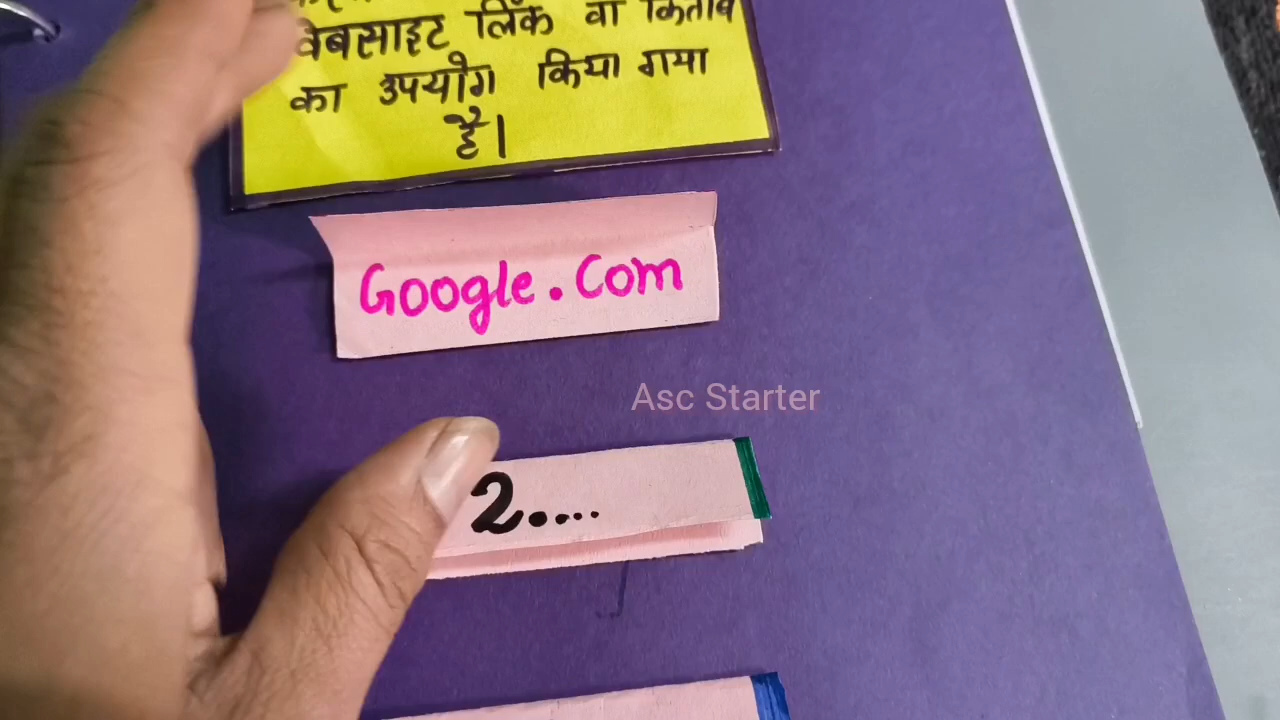 वेबसाइट लिंक वा किताब
का उपयोग किया गया
है।
Google.Com
Asc Starter
2....